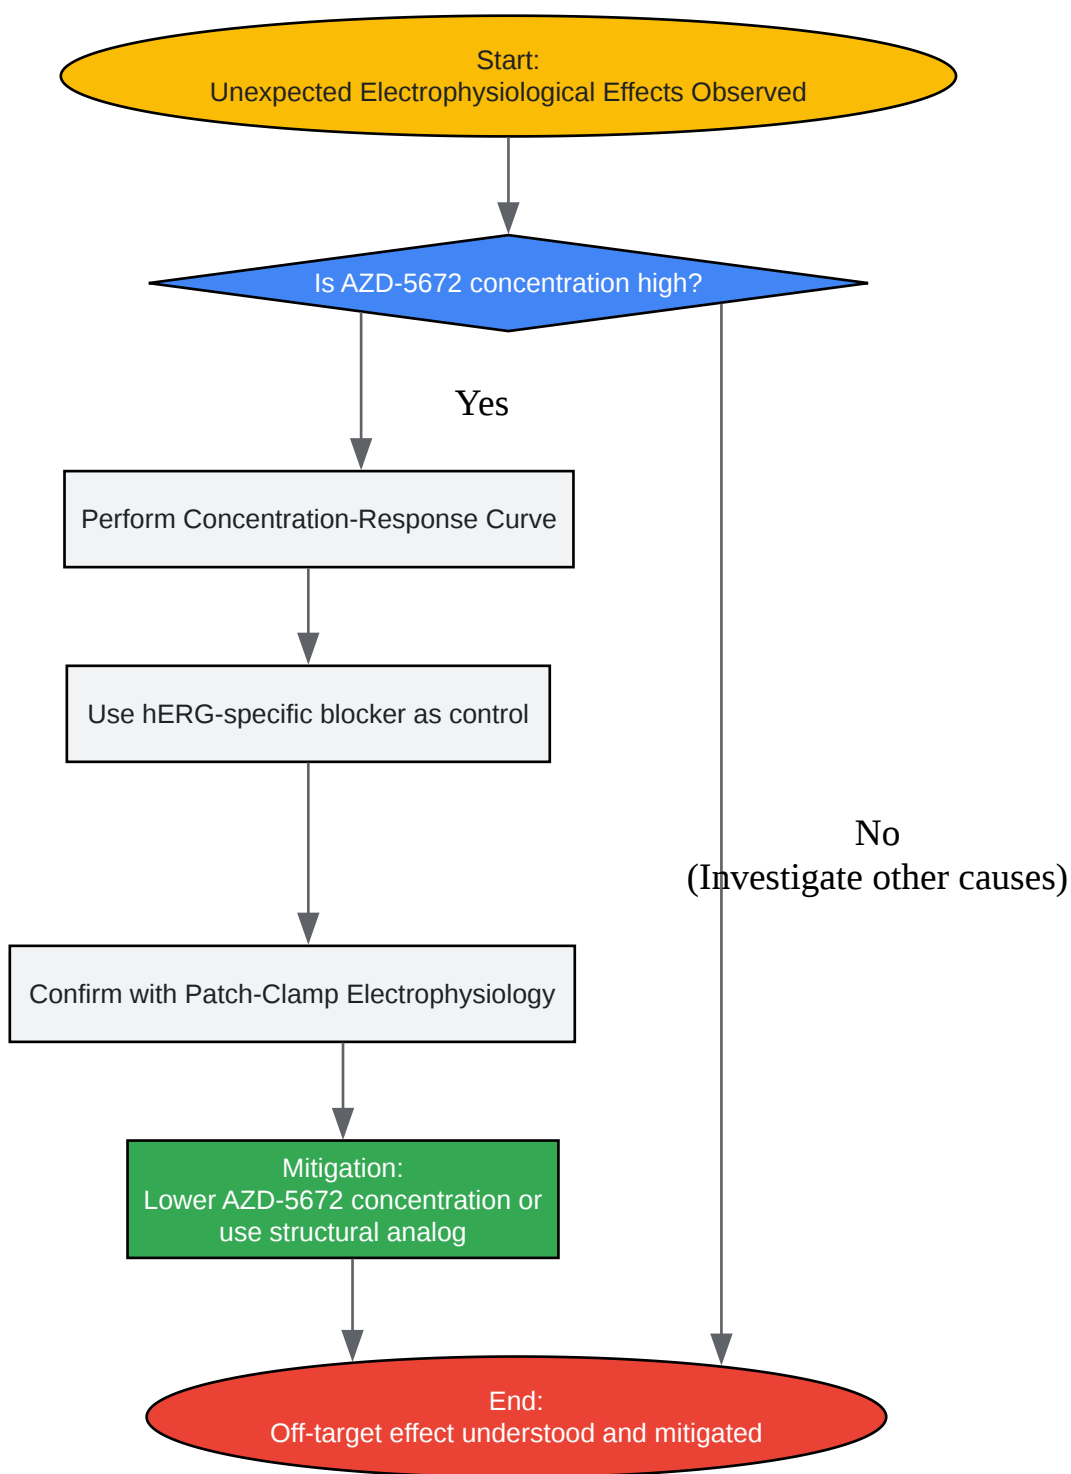 Start:
Unexpected Electrophysiological Effects Observed
Is AZD-5672 concentration high?
Yes
Perform Concentration-Response Curve
Use hERG-specific blocker as control
No
(Investigate other causes)
Confirm with Patch-Clamp Electrophysiology
Mitigation:
Lower AZD-5672 concentration or
use structural analog
End:
Off-target effect understood and mitigated